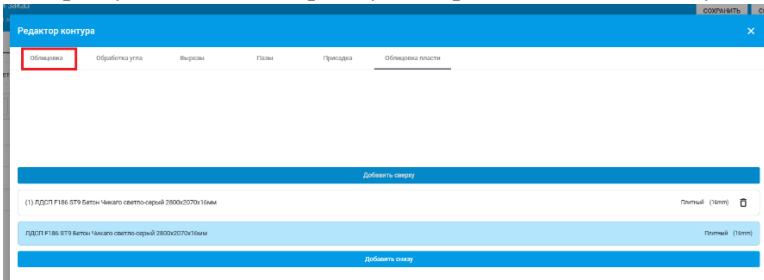 заказ
СОХРАНИТЬ
Редактор контура
Облицовка Обработка угла Вырезы Пазы Присадка Облицовка пласти
Добавить сверху
(1) ЛДСП F186 ST9 Бетон Чикаго светло-серый 2800x2070x16мм Плитный (16mm)
ЛДСП F186 ST9 Бетон Чикаго светло-серый 2800x2070x16мм Плитный (16mm)
Добавить снизу